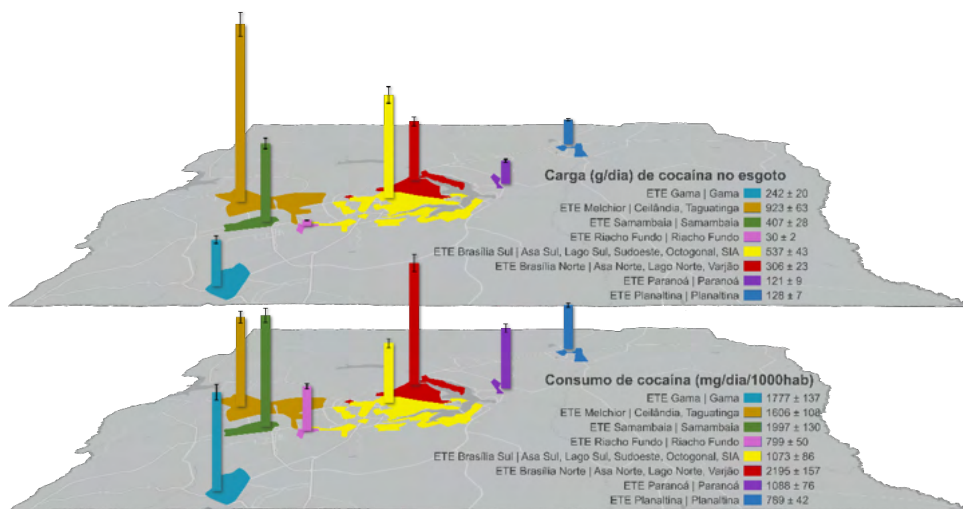 Carga (g/dia) de cocaína no esgoto
ETE Gama | Gama 242 ± 20
ETE Melchior | Ceilândia, Taguatinga 923 ± 63
ETE Samambaia | Samambaia 407 ± 28
ETE Riacho Fundo | Riacho Fundo 30 ± 2
ETE Brasília Sul | Asa Sul, Lago Sul, Sudoeste, Octogonal, SIA 537 ± 43
ETE Brasília Norte | Asa Norte, Lago Norte, Varjão 306 ± 23
ETE Paranoá | Paranoá 121 ± 9
ETE Planaltina | Planaltina 128 ± 7
Consumo de cocaína (mg/dia/1000hab)
ETE Gama | Gama 1777 ± 137
ETE Melchior | Ceilândia, Taguatinga 1606 ± 108
ETE Samambaia | Samambaia 1997 ± 130
ETE Riacho Fundo | Riacho Fundo 799 ± 50
ETE Brasília Sul | Asa Sul, Lago Sul, Sudoeste, Octogonal, SIA 1073 ± 86
ETE Brasília Norte | Asa Norte, Lago Norte, Varjão 2195 ± 157
ETE Paranoá | Paranoá 1088 ± 76
ETE Planaltina | Planaltina 789 ± 42